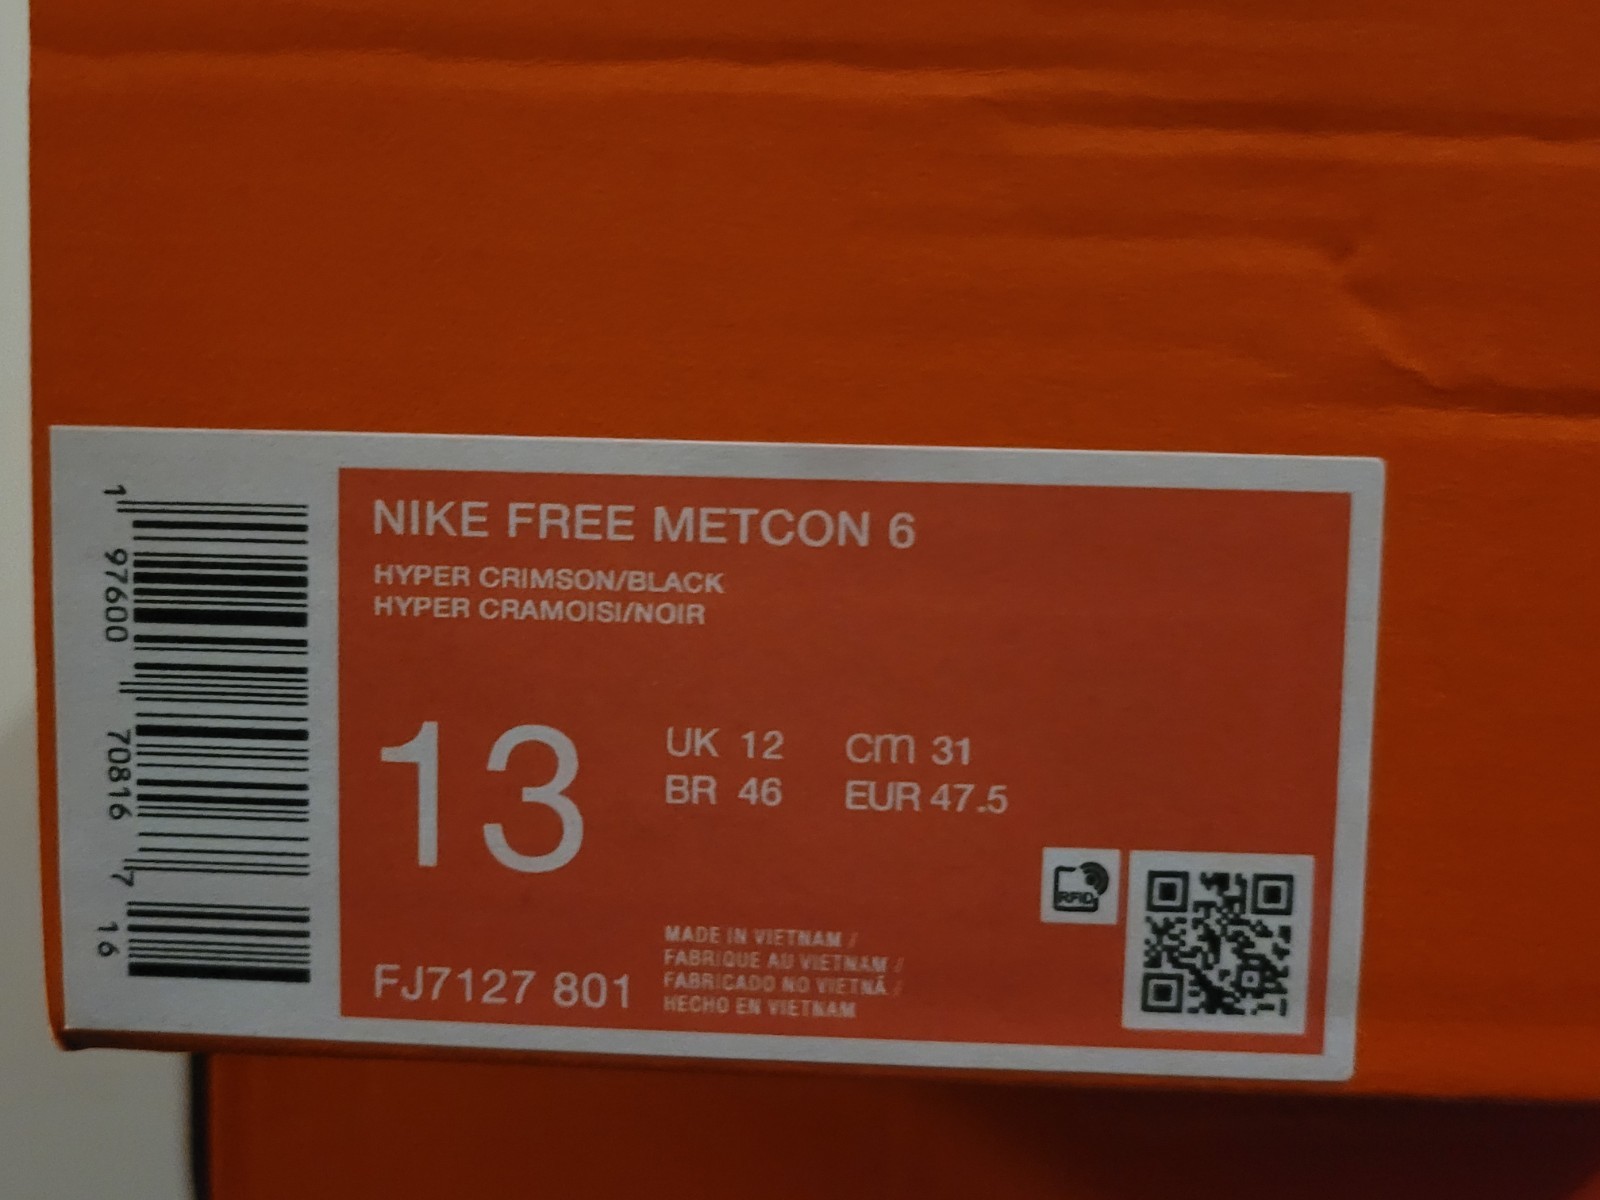 1 97600 70816 7 16
NIKE FREE METCON 6
HYPER CRIMSON/BLACK
HYPER CRAMOISI/NOIR
13
UK 12 cm 31
BR 46 EUR 47.5
FJ7127 801
MADE IN VIETNAM /
FABRIQUE AU VIETNAM /
FABRICADO NO VIETNÃ /
HECHO EN VIETNAM
RFID